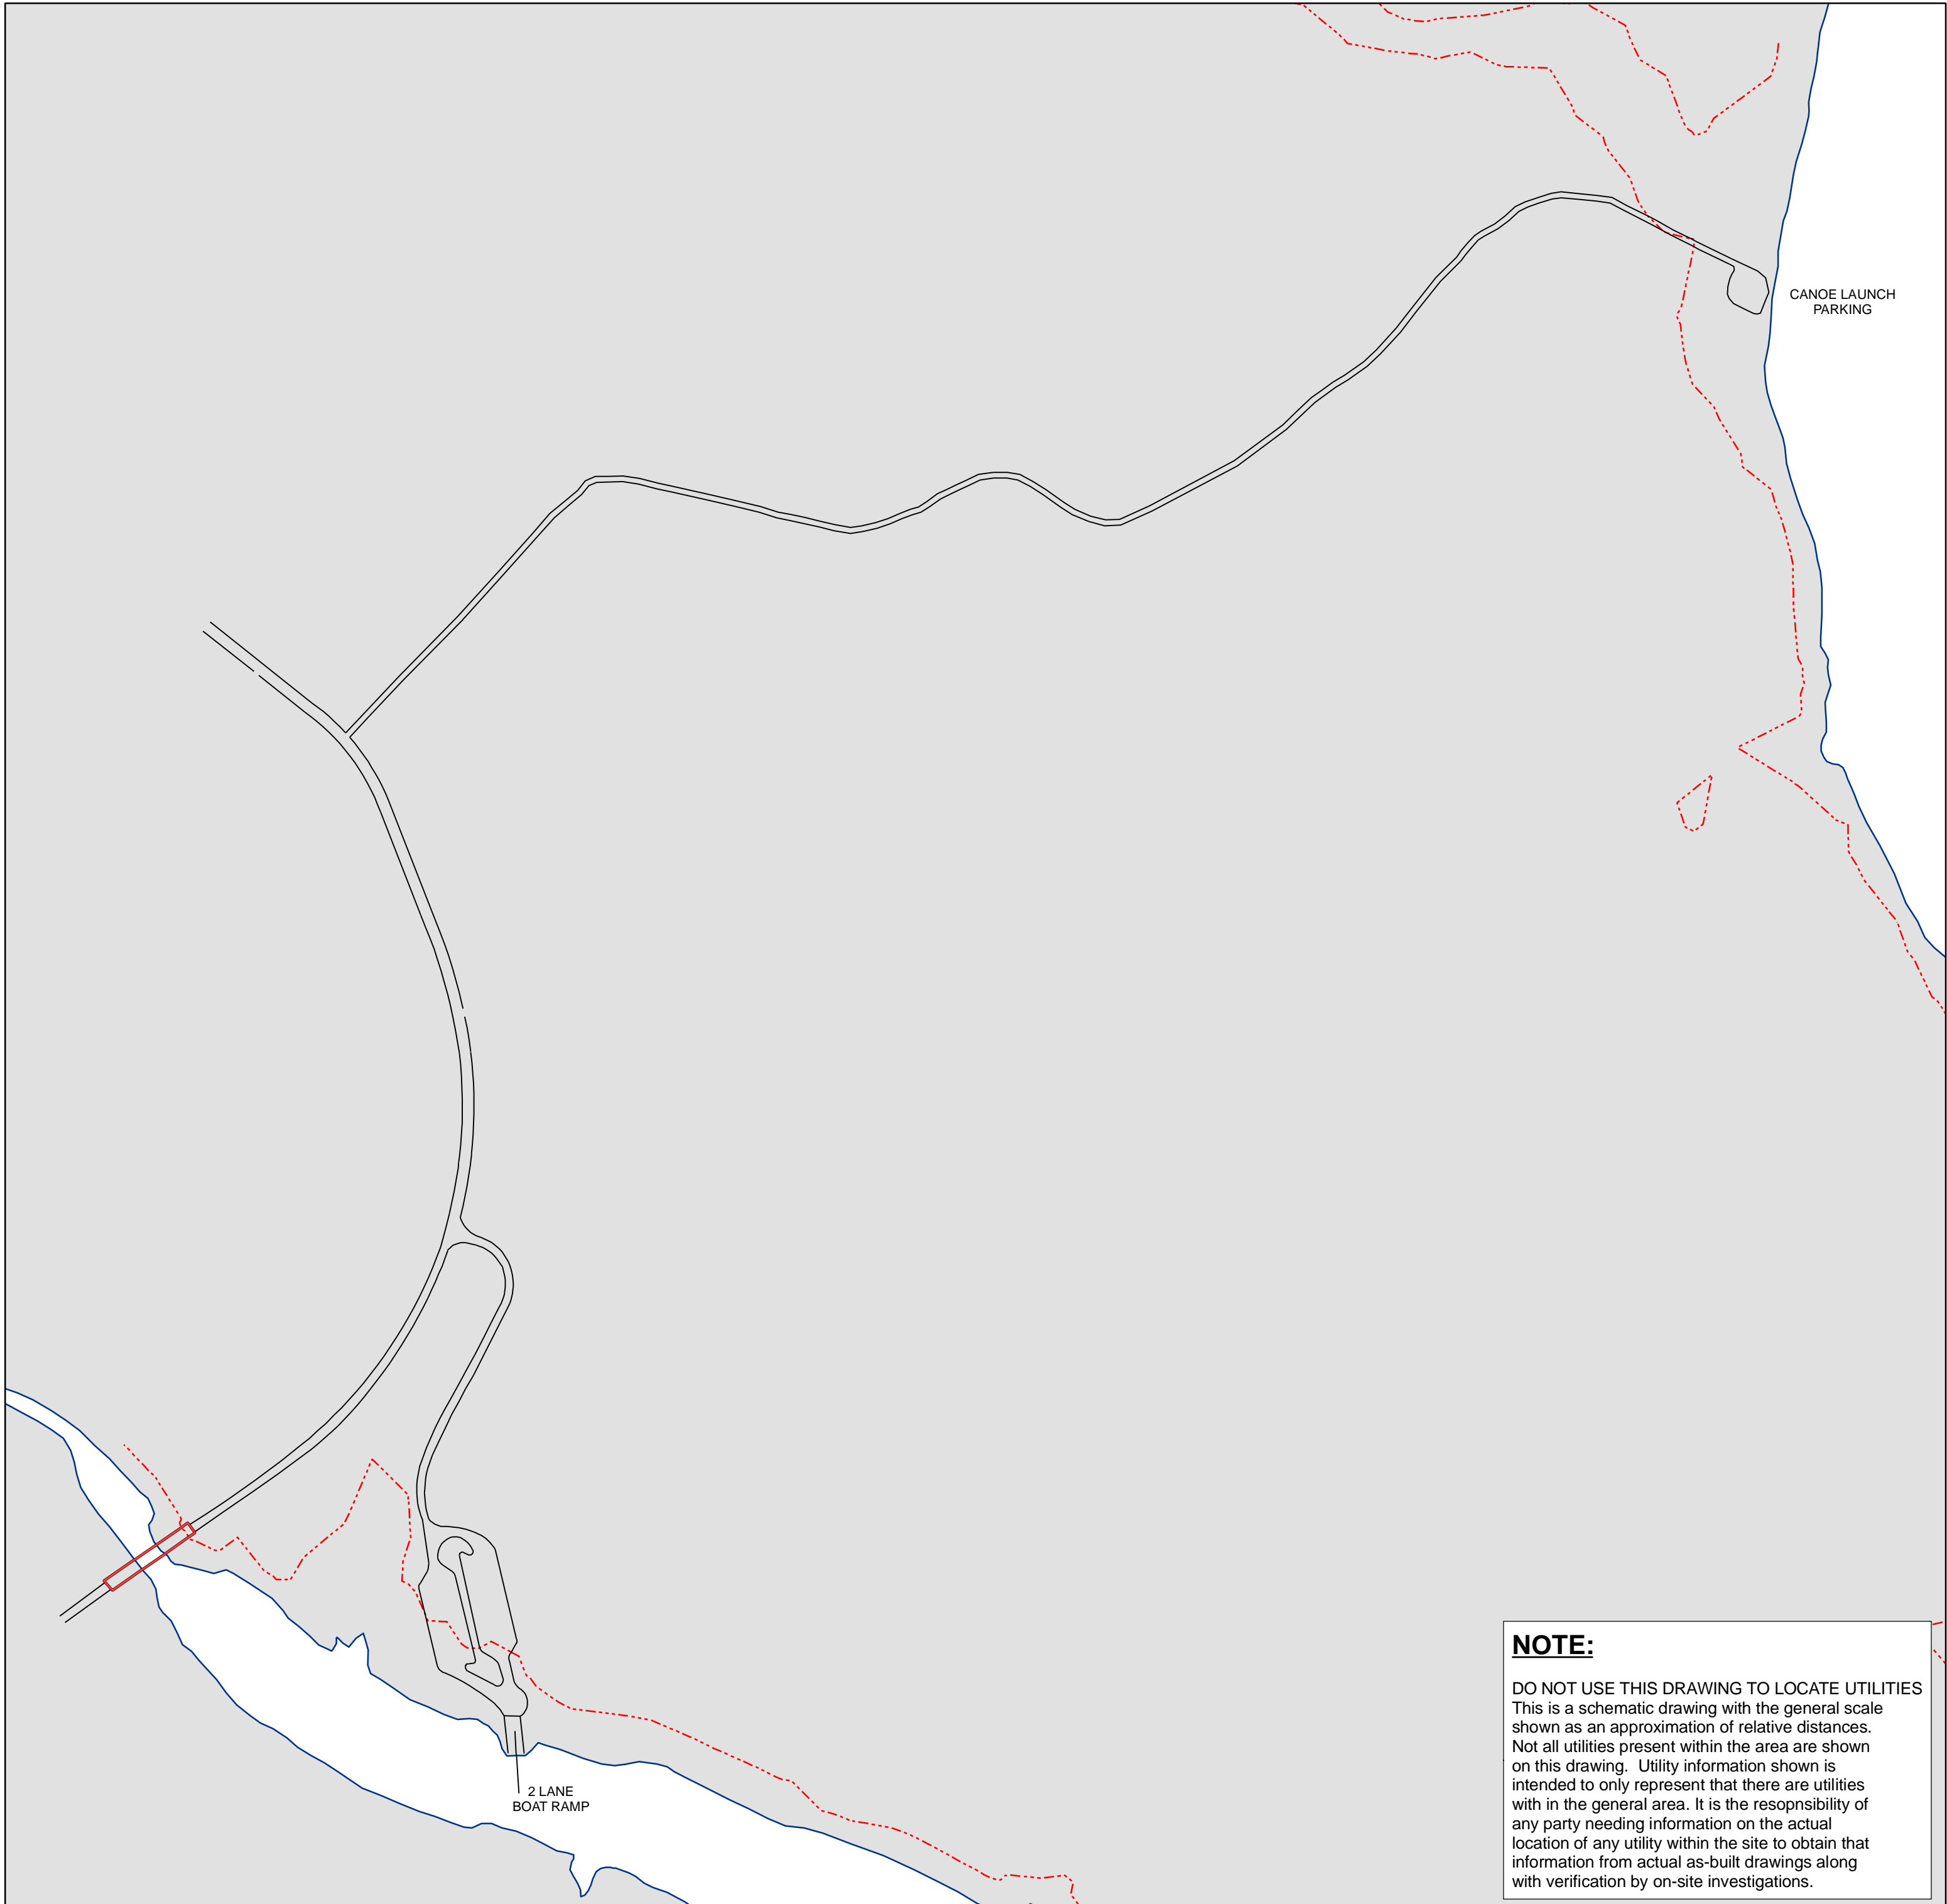 CANOE LAUNCH
PARKING
2 LANE
BOAT RAMP
NOTE:
DO NOT USE THIS DRAWING TO LOCATE UTILITIES
This is a schematic drawing with the general scale
shown as an approximation of relative distances.
Not all utilities present within the area are shown
on this drawing.  Utility information shown is
intended to only represent that there are utilities
with in the general area. It is the resopnsibility of
any party needing information on the actual
location of any utility within the site to obtain that
information from actual as-built drawings along
with verification by on-site investigations.